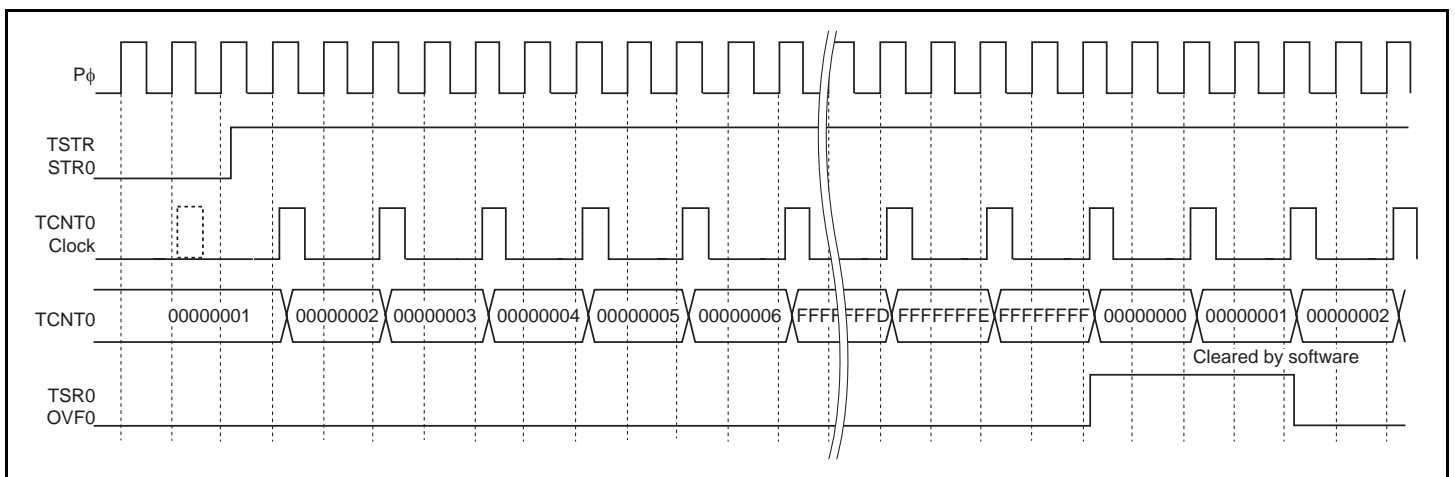 Pφ
TSTR
STR0
TCNT0
Clock
TCNT0 00000001 00000002 00000003 00000004 00000005 00000006 FFFFFFFD FFFFFFFE FFFFFFFF 00000000 00000001 00000002
Cleared by software
TSR0
OVF0